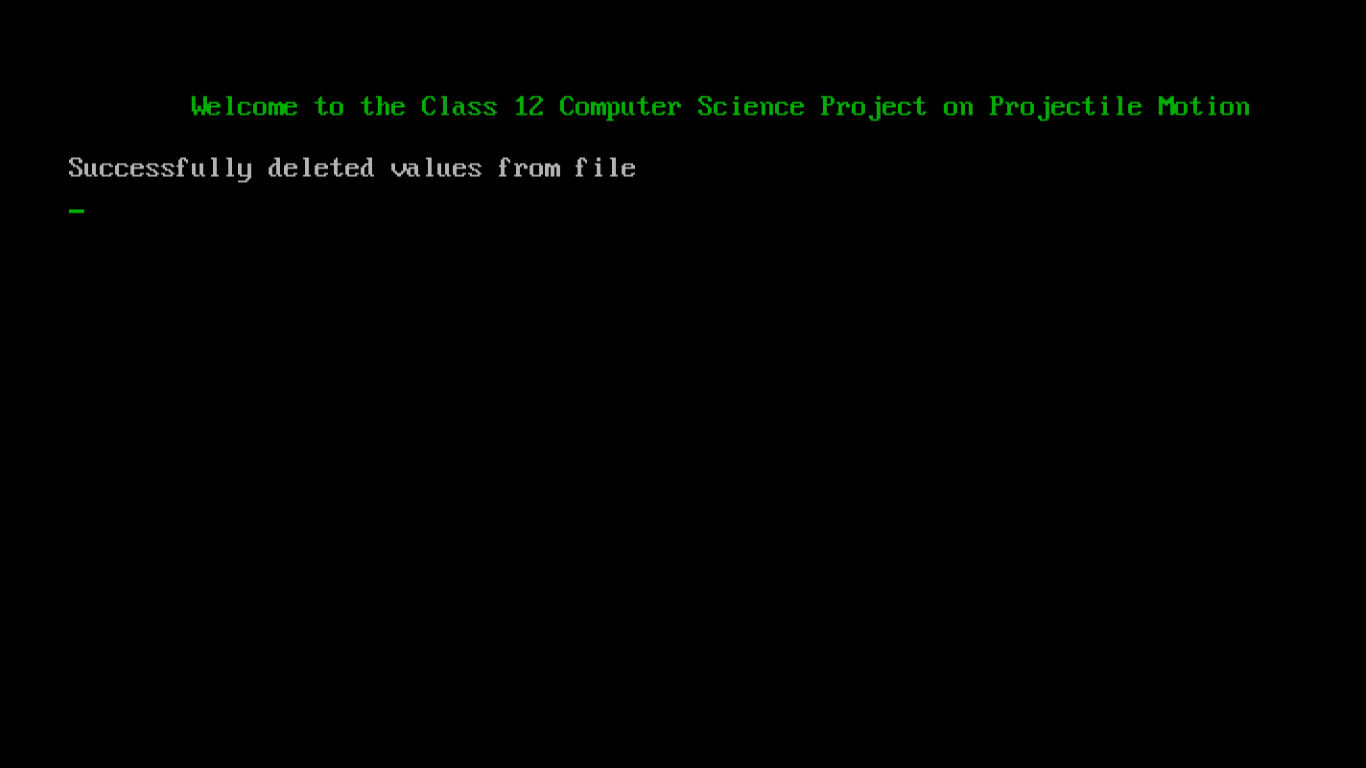 Welcome to the Class 12 Computer Science Project on Projectile Motion
Successfully deleted values from file